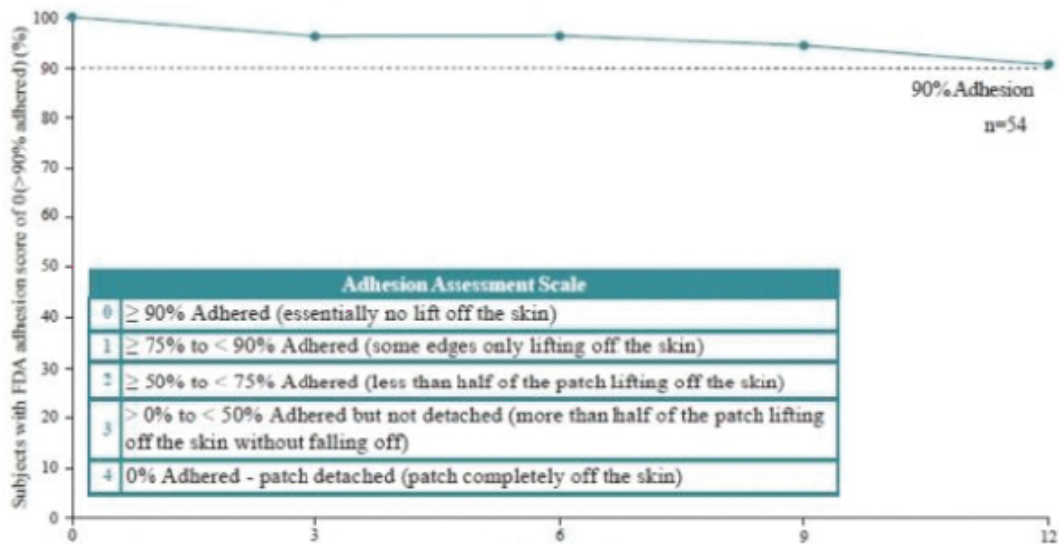 Subjects with FDA adhesion score of 0(>90% adhered) (%)
100
90
80
70
60
50
40
30
20
10
0
90% Adhesion
n=54
Adhesion Assessment Scale
0 ≥ 90% Adhered (essentially no lift off the skin)
1 ≥ 75% to < 90% Adhered (some edges only lifting off the skin)
2 ≥ 50% to < 75% Adhered (less than half of the patch lifting off the skin)
3 > 0% to < 50% Adhered but not detached (more than half of the patch lifting
off the skin without falling off)
4 0% Adhered - patch detached (patch completely off the skin)
0 3 6 9 12